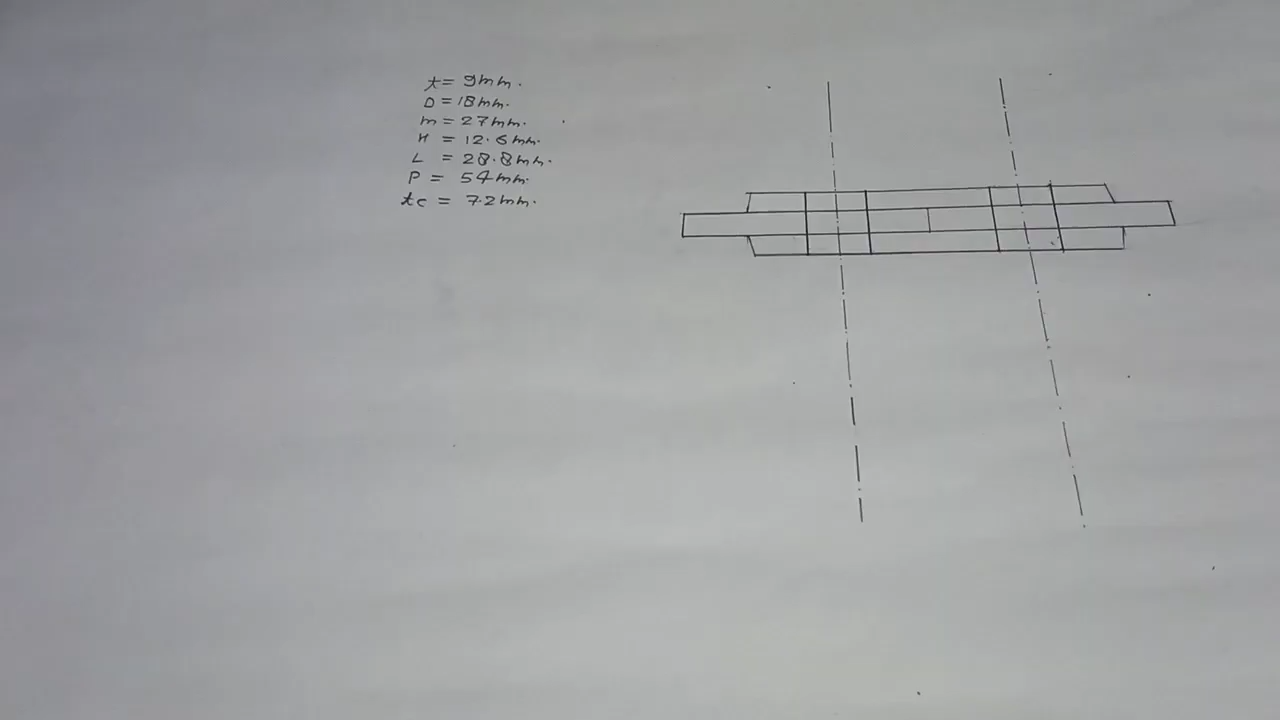 t = 9mm.
D = 18mm.
m = 27mm.
H = 12.6mm.
L = 28.8mm.
P = 54mm.
tc = 7.2mm.